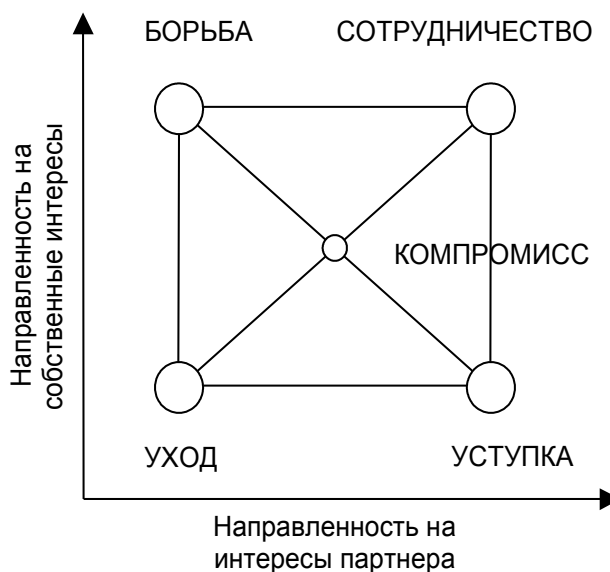 БОРЬБА
СОТРУДНИЧЕСТВО
Направленность на
собственные интересы
КОМПРОМИСС
УХОД
УСТУПКА
Направленность на
интересы партнера